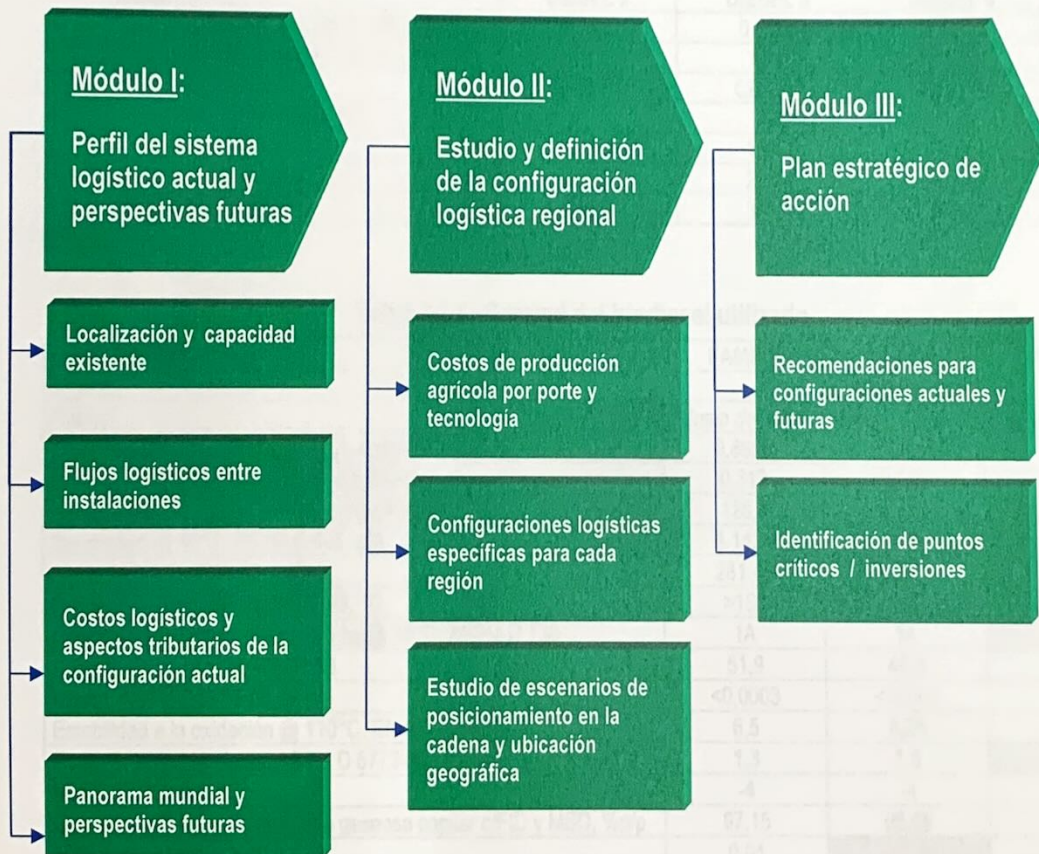 Módulo I:
Perfil del sistema
logístico actual y
perspectivas futuras
Localización y capacidad
existente
Flujos logísticos entre
instalaciones
Costos logísticos y
aspectos tributarios de la
configuración actual
Panorama mundial y
perspectivas futuras
Módulo II:
Estudio y definición
de la configuración
logística regional
Costos de producción
agrícola por porte y
tecnología
Configuraciones logísticas
específicas para cada
región
Estudio de escenarios de
posicionamiento en la
cadena y ubicación
geográfica
Módulo III:
Plan estratégico de
acción
Recomendaciones para
configuraciones actuales y
futuras
Identificación de puntos
críticos / inversiones